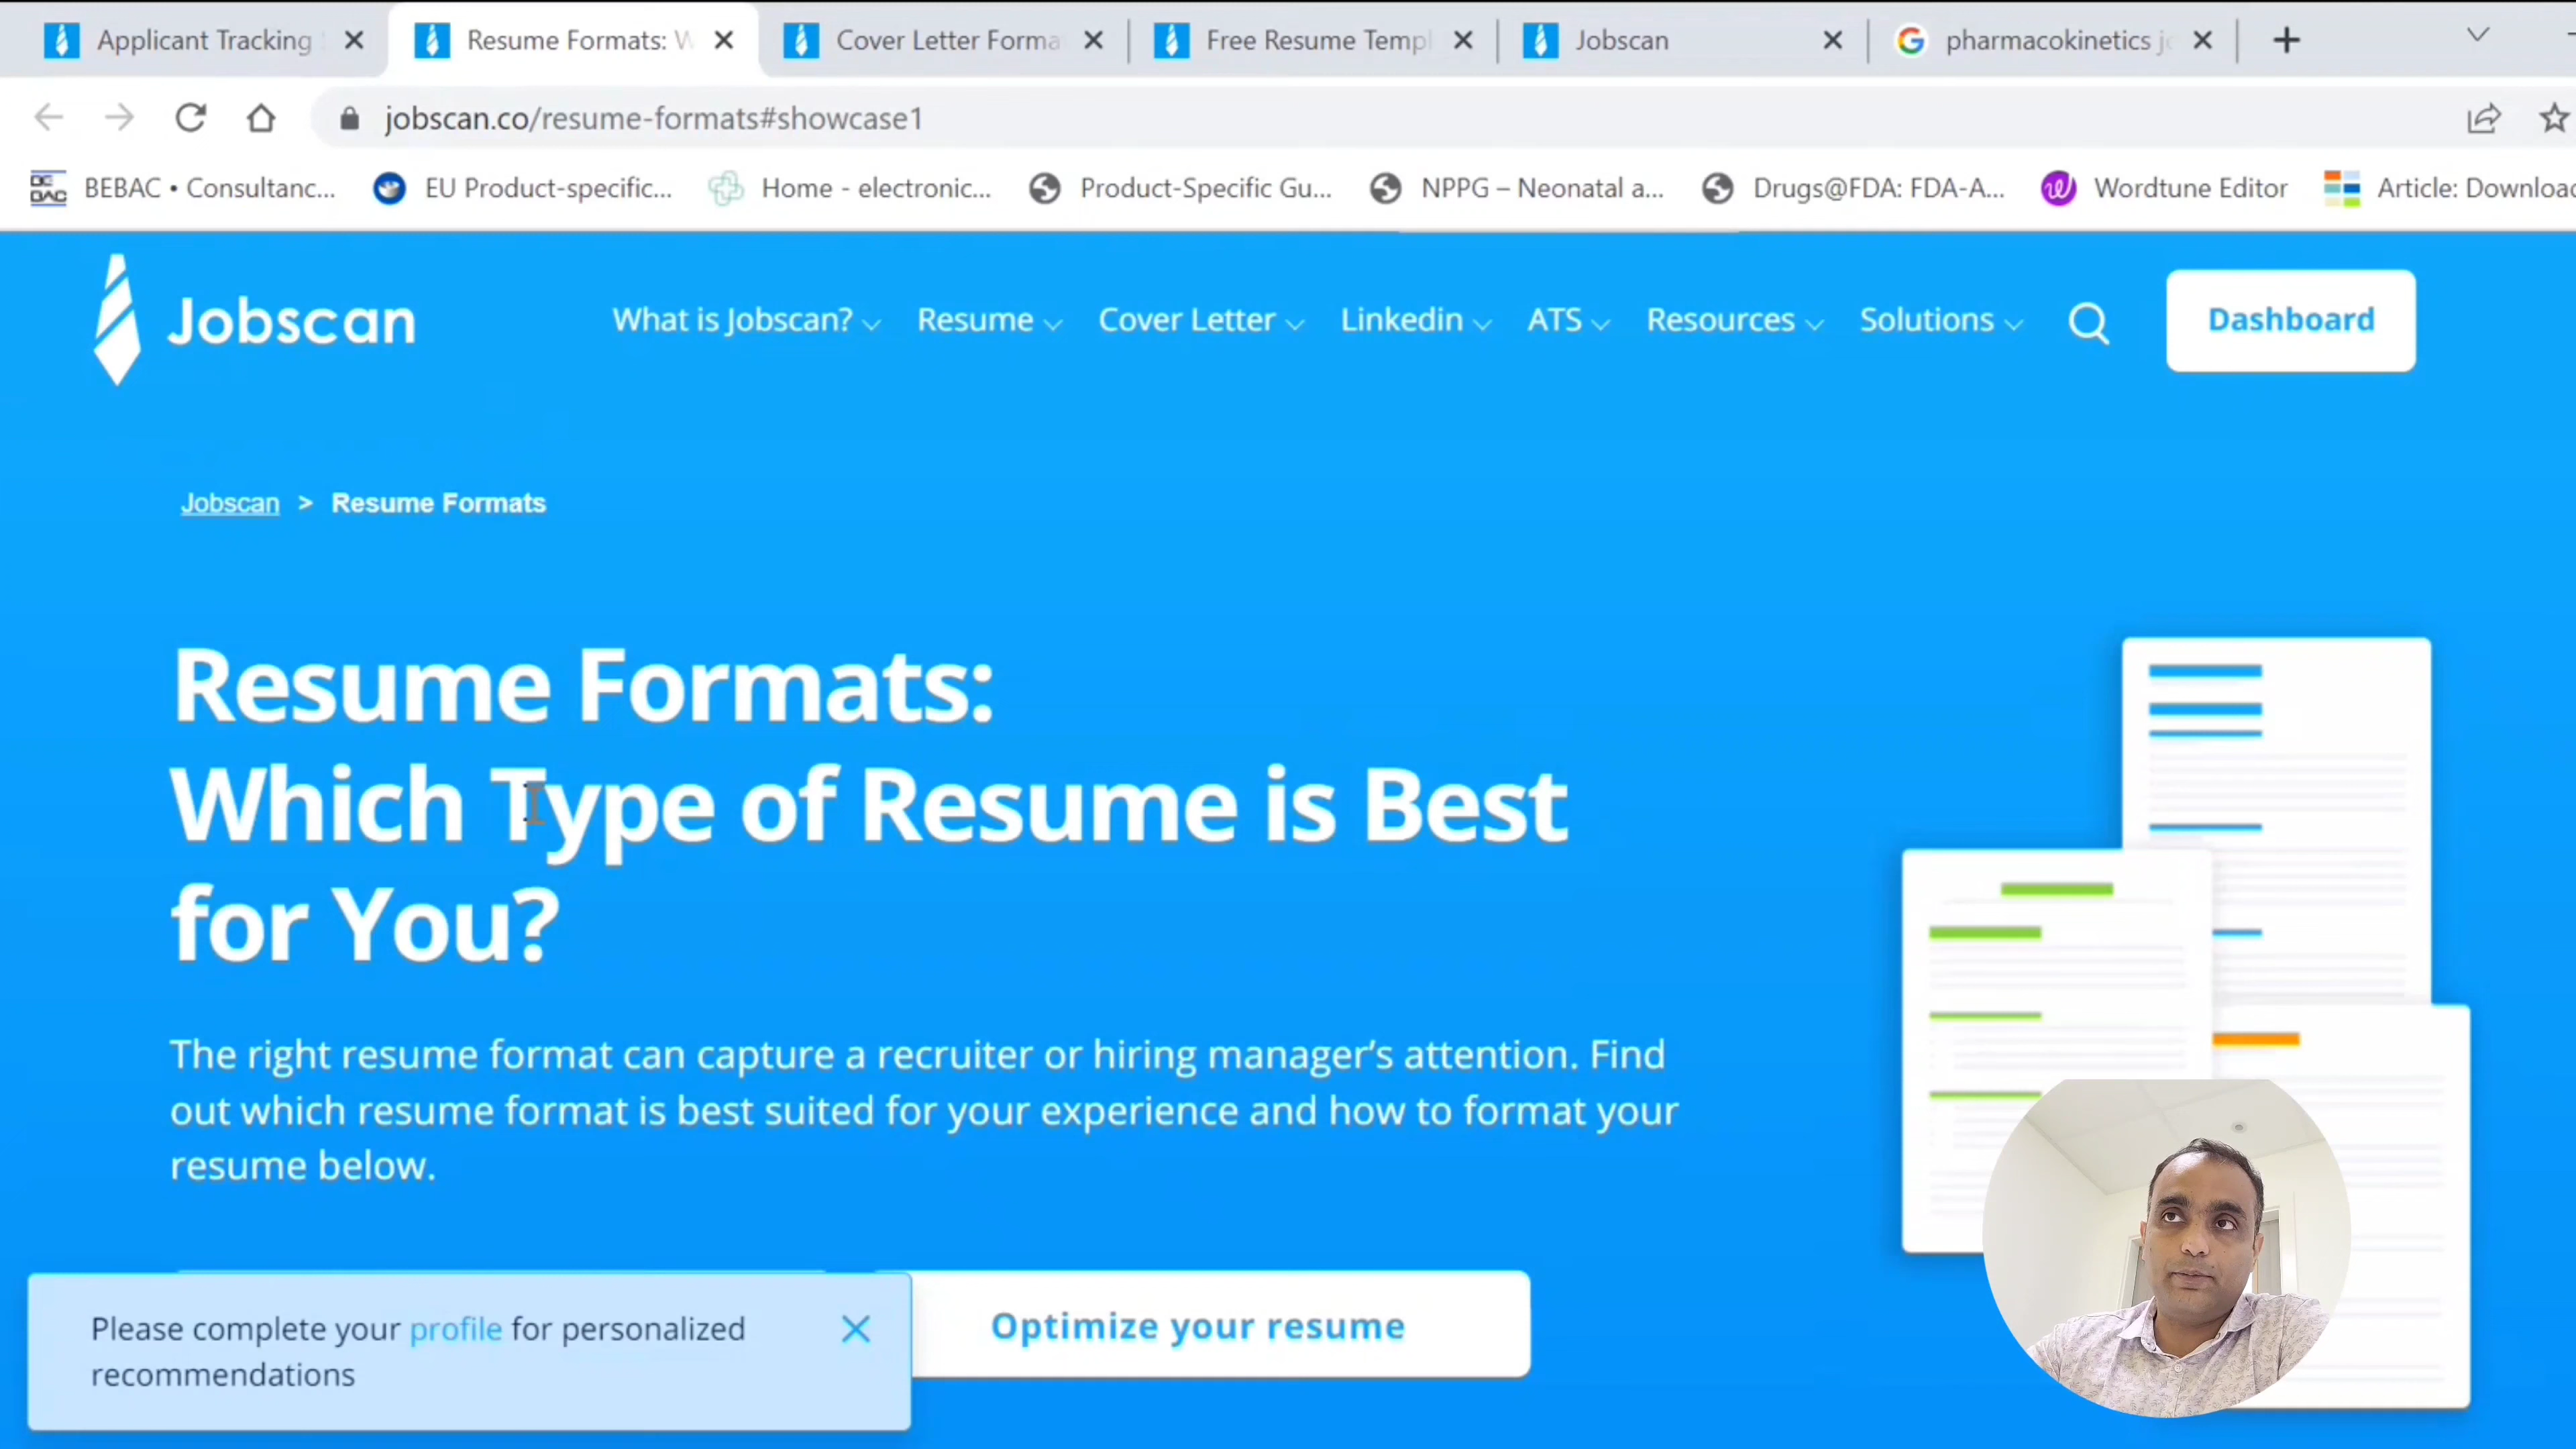 Applicant Tracking
Resume Formats: W
Cover Letter Forma
Free Resume Templ
Jobscan
pharmacokinetics j
jobscan.co/resume-formats#showcase1
BEBAC • Consultanc...
EU Product-specific...
Home - electronic...
Product-Specific Gu...
NPPG – Neonatal a...
Drugs@FDA: FDA-A...
Wordtune Editor
Article: Downloac
Jobscan
What is Jobscan?
Resume
Cover Letter
Linkedin
ATS
Resources
Solutions
Dashboard
Jobscan > Resume Formats
Resume Formats:
Which Type of Resume is Best
for You?
The right resume format can capture a recruiter or hiring manager’s attention. Find
out which resume format is best suited for your experience and how to format your
resume below.
Please complete your profile for personalized
recommendations
Optimize your resume